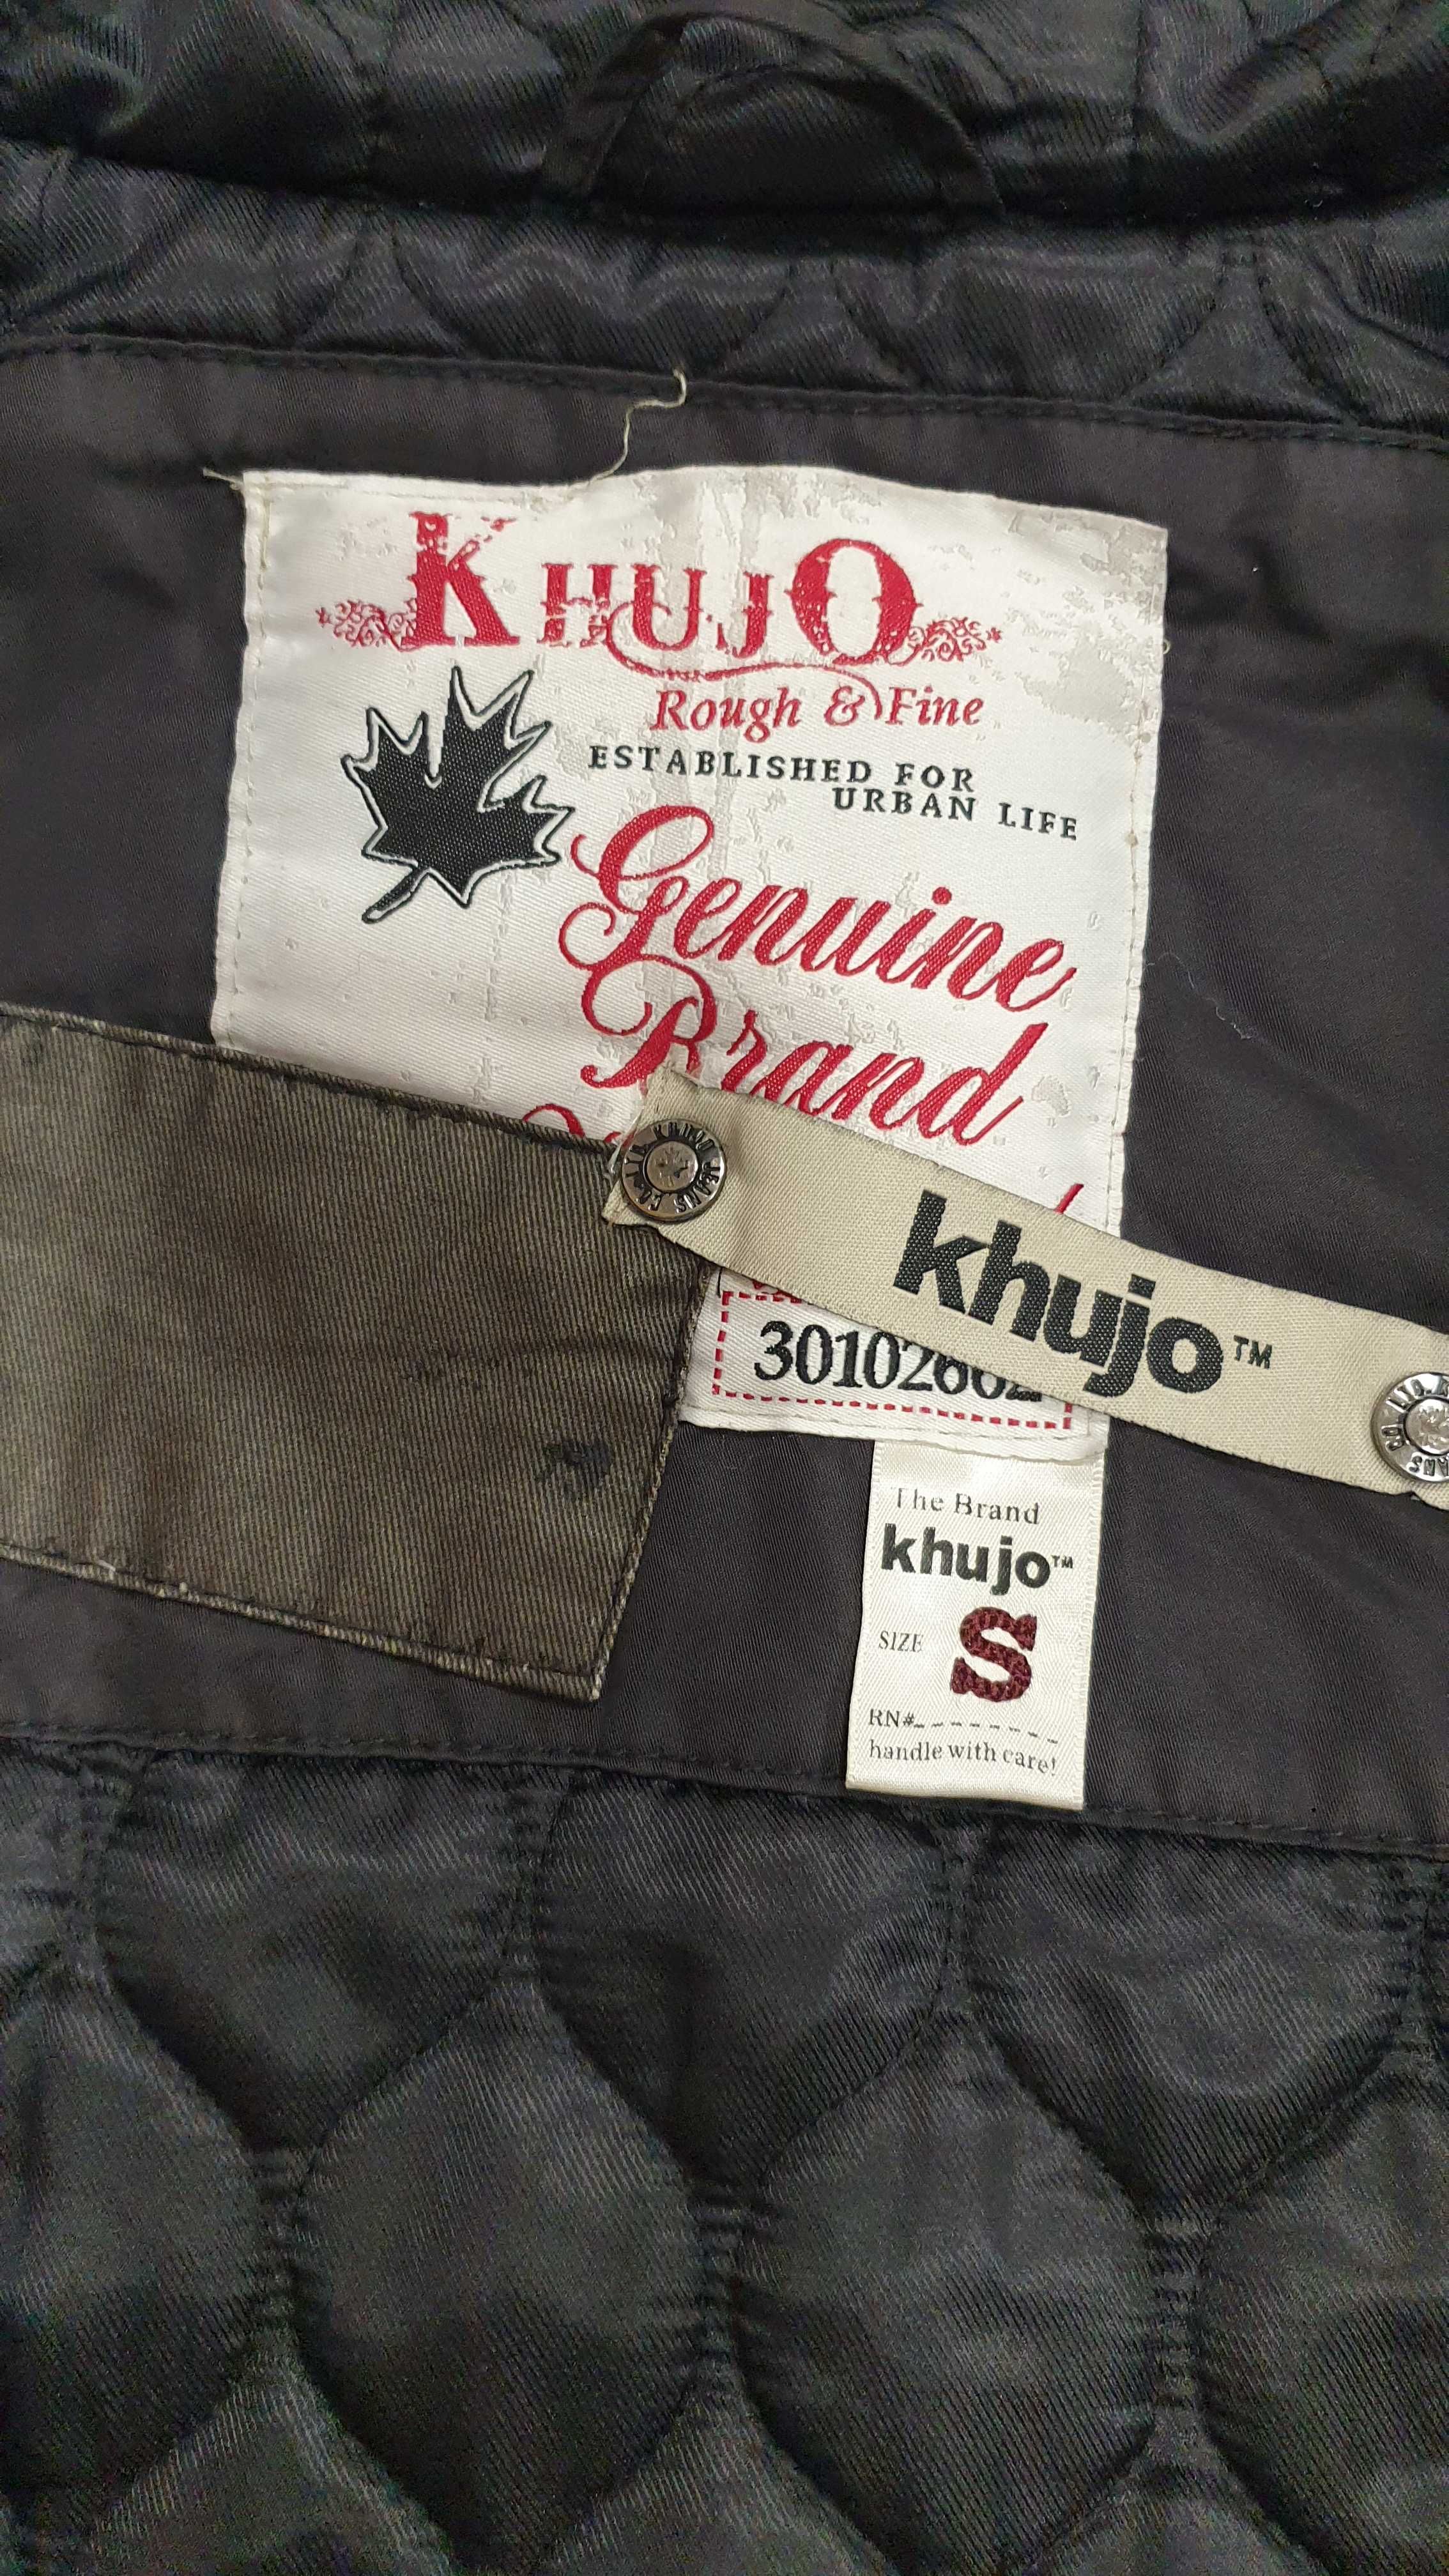 KHUJO
Rough & Fine
ESTABLISHED FOR
URBAN LIFE
Genuine
Brand
khujo™
The Brand
khujo™
SIZE S
RN#--------
handle with care!